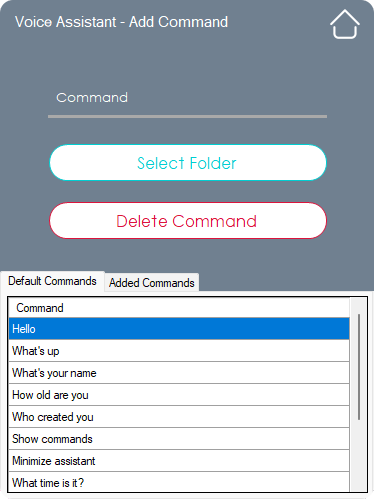 Voice Assistant - Add Command
Command
Select Folder
Delete Command
Default Commands
Added Commands
Command
Hello
What's up
What's your name
How old are you
Who created you
Show commands
Minimize assistant
What time is it?